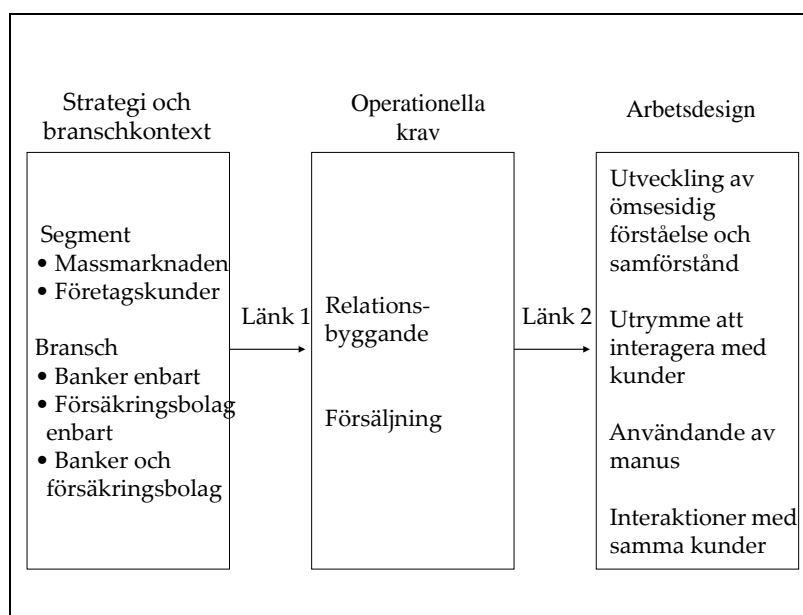 Strategi och
branschkontext
Segment
• Massmarknaden
• Företagskunder
Bransch
• Banker enbart
• Försäkringsbolag
enbart
• Banker och
försäkringsbolag
Länk 1
Operationella
krav
Relations-
byggande
Försäljning
Länk 2
Arbetsdesign
Utveckling av
ömsesidig
förståelse och
samförstånd
Utrymme att
interagera med
kunder
Användande av
manus
Interaktioner med
samma kunder